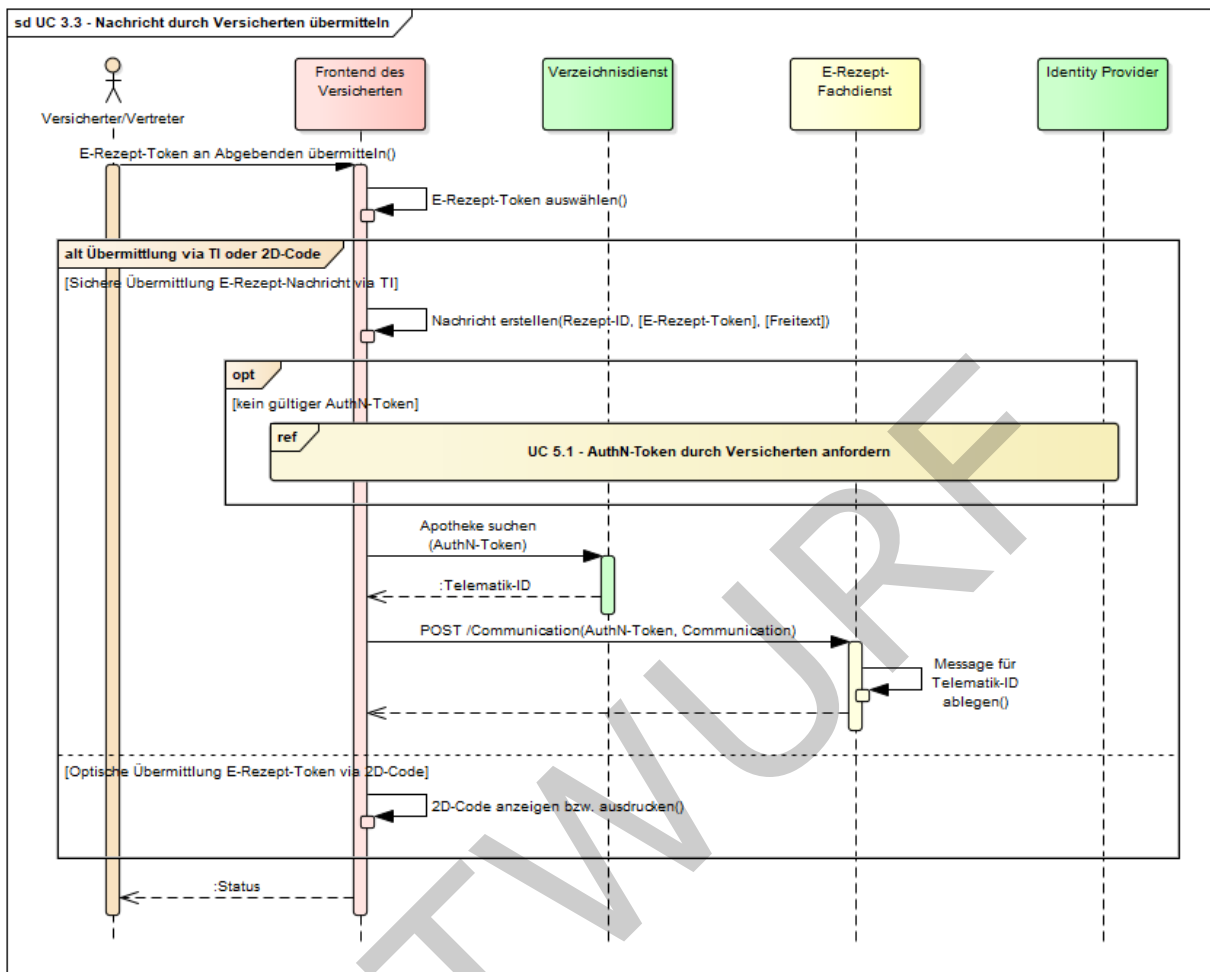 sd UC 3.3 - Nachricht durch Versicherten übermitteln
Versicherter/Vertreter
Frontend des
Versicherten
Verzeichnisdienst
E-Rezept-
Fachdienst
Identity Provider
E-Rezept-Token an Abgebenden übermitteln()
E-Rezept-Token auswählen()
alt Übermittlung via TI oder 2D-Code
[Sichere Übermittlung E-Rezept-Nachricht via TI]
Nachricht erstellen(Rezept-ID, [E-Rezept-Token], [Freitext])
opt
[kein gültiger AuthN-Token]
ref
UC 5.1 - AuthN-Token durch Versicherten anfordern
Apotheke suchen
(AuthN-Token)
:Telematik-ID
POST /Communication(AuthN-Token, Communication)
Message für
Telematik-ID
ablegen()
[Optische Übermittlung E-Rezept-Token via 2D-Code]
2D-Code anzeigen bzw. ausdrucken()
:Status
TWURF